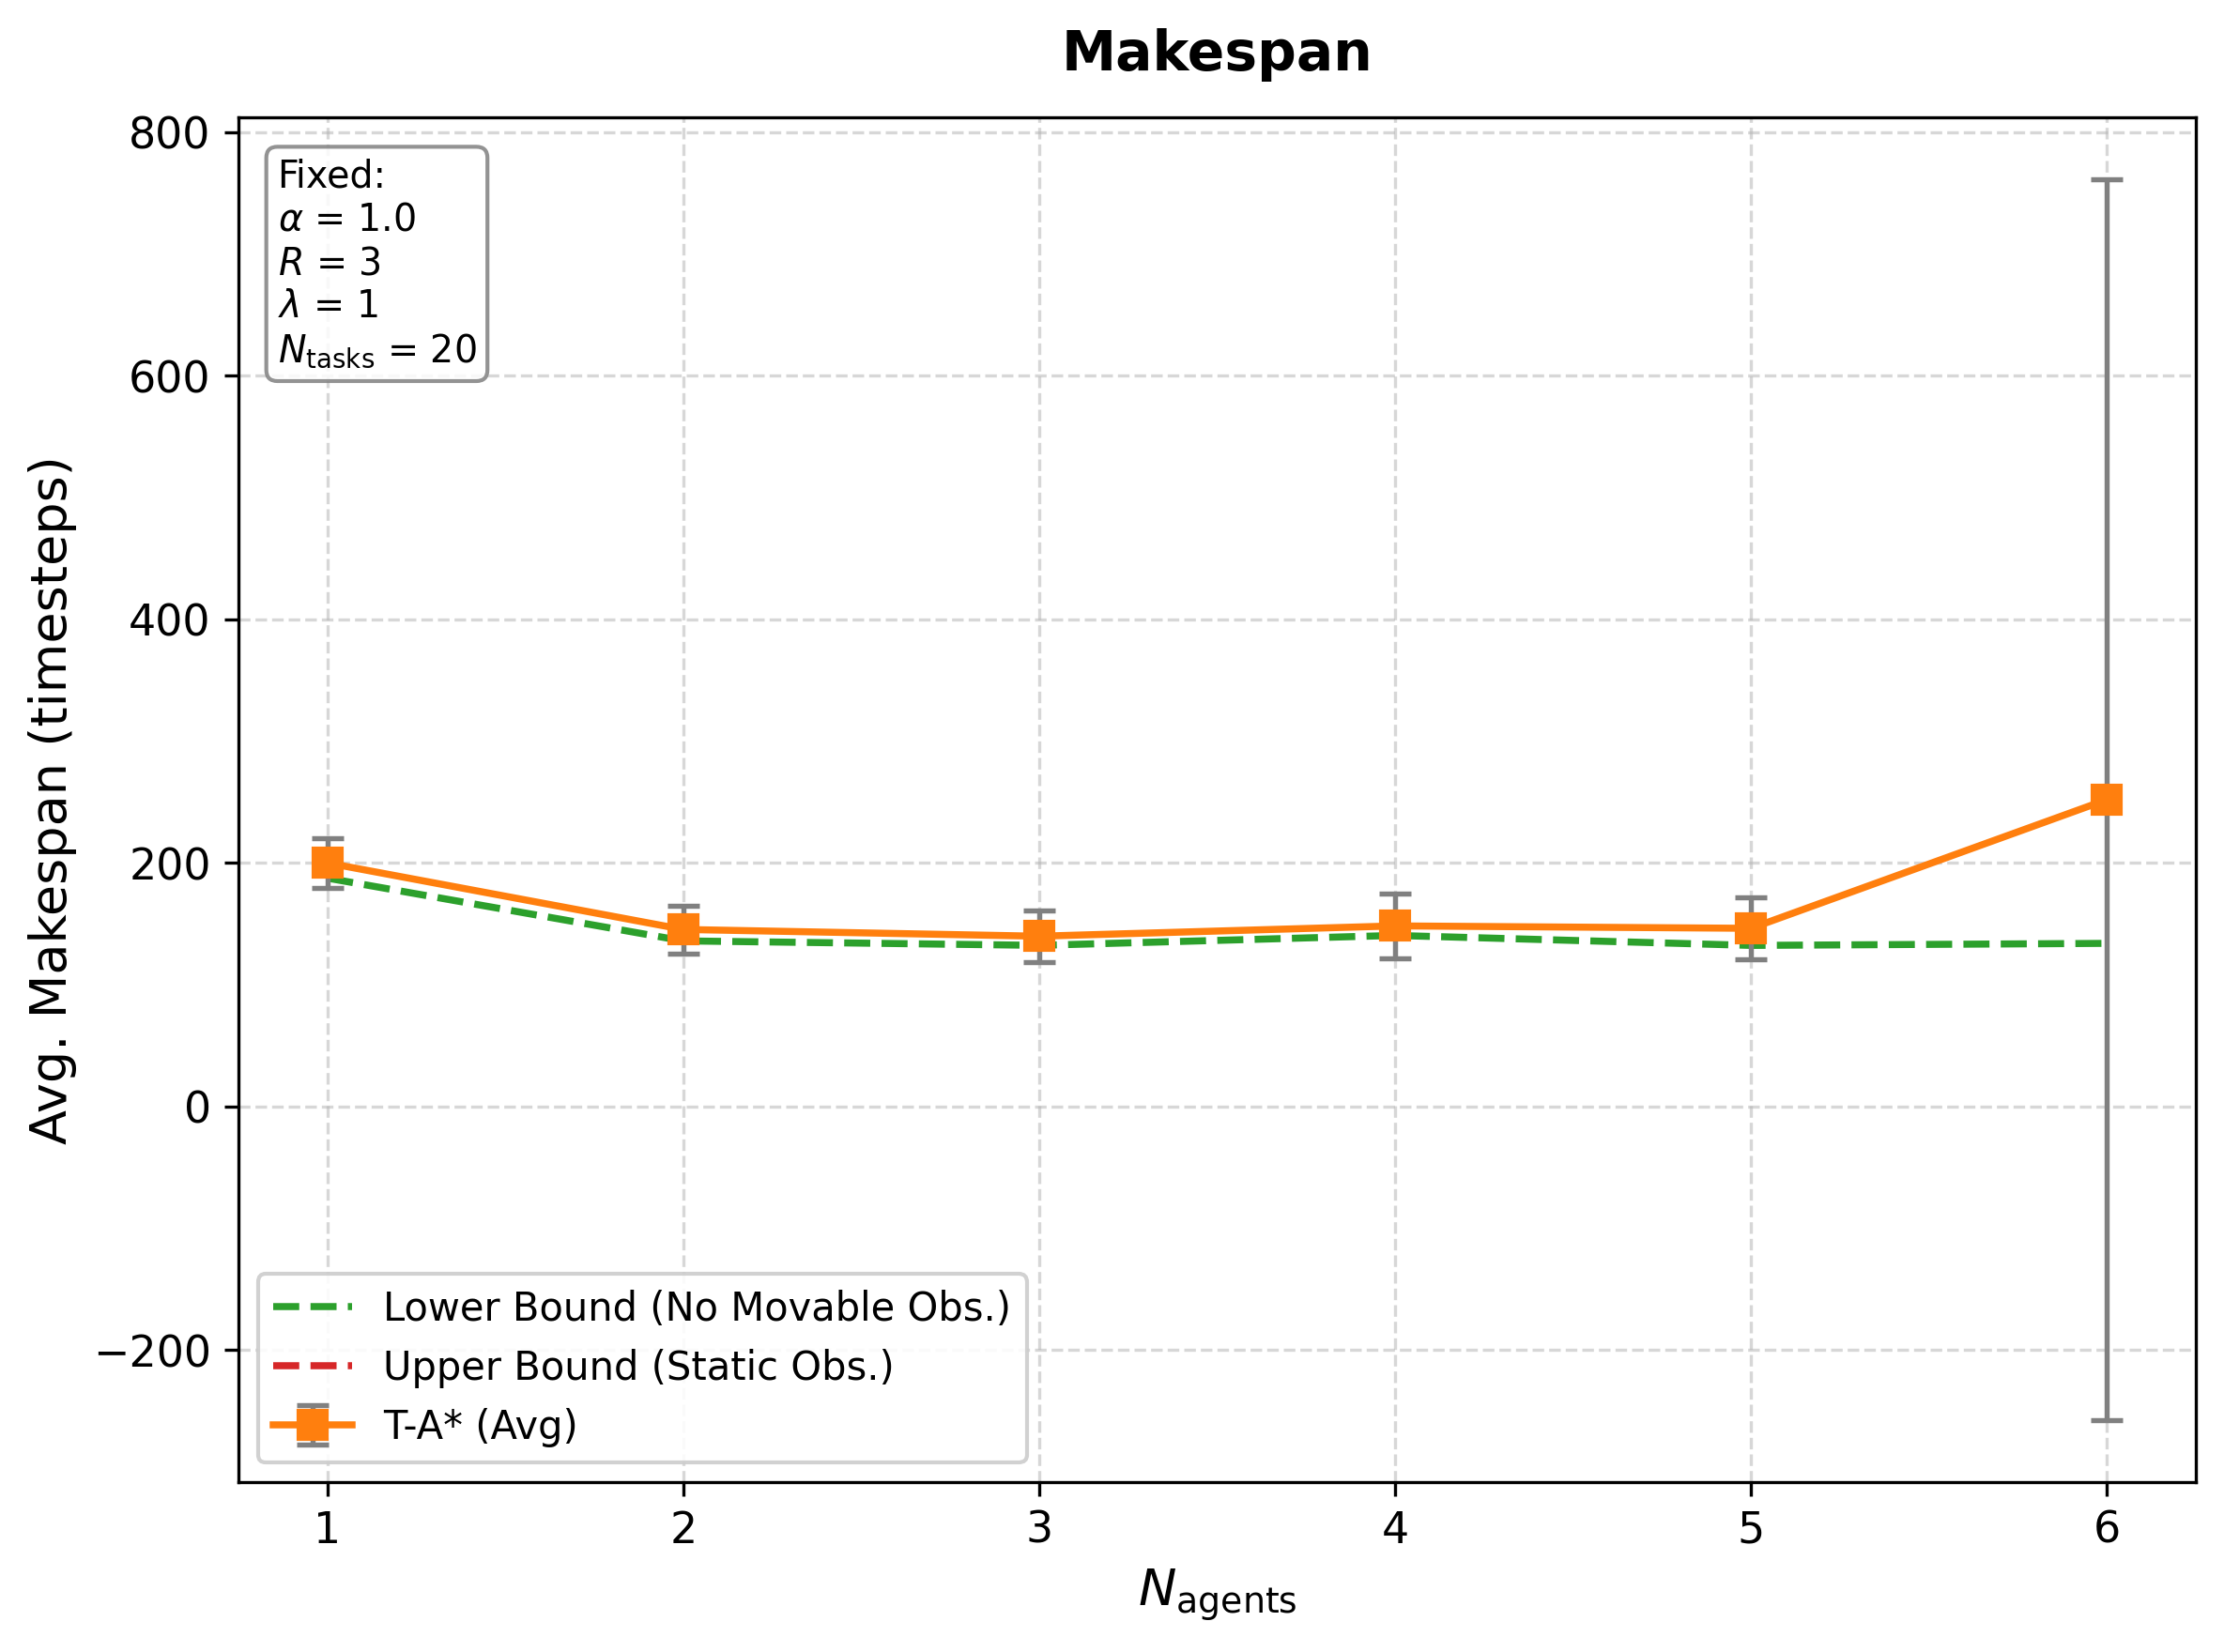 Makespan
Avg. Makespan (timesteps)
800
600
400
200
0
−200
Fixed:
α = 1.0
R = 3
λ = 1
N_tasks = 20
Lower Bound (No Movable Obs.)
Upper Bound (Static Obs.)
T-A* (Avg)
1 2 3 4 5 6
N_agents